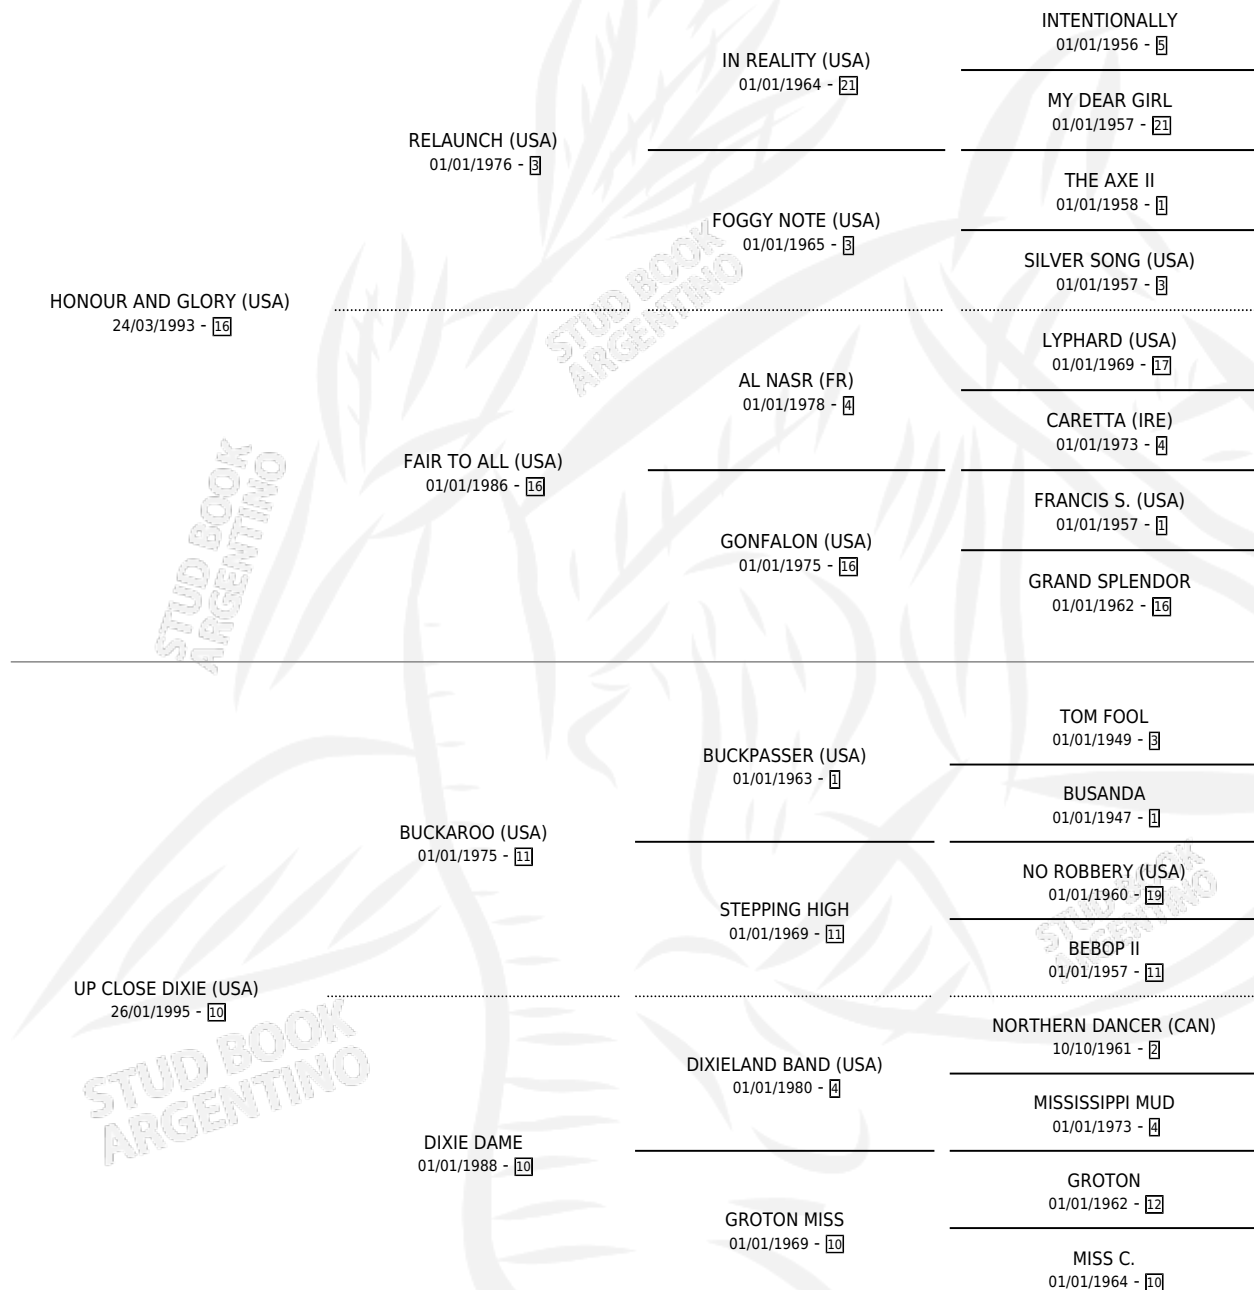 INTENTIONALLY
01/01/1956 - 5
IN REALITY (USA)
01/01/1964 - 21
MY DEAR GIRL
01/01/1957 - 21
RELAUNCH (USA)
01/01/1976 - 3
THE AXE II
01/01/1958 - 1
FOGGY NOTE (USA)
01/01/1965 - 3
SILVER SONG (USA)
01/01/1957 - 3
HONOUR AND GLORY (USA)
24/03/1993 - 16
LYPHARD (USA)
01/01/1969 - 17
AL NASR (FR)
01/01/1978 - 4
CARETTA (IRE)
01/01/1973 - 4
FAIR TO ALL (USA)
01/01/1986 - 16
FRANCIS S. (USA)
01/01/1957 - 1
GONFALON (USA)
01/01/1975 - 16
GRAND SPLENDOR
01/01/1962 - 16
TOM FOOL
01/01/1949 - 3
BUCKPASSER (USA)
01/01/1963 - 1
BUSANDA
01/01/1947 - 1
BUCKAROO (USA)
01/01/1975 - 11
NO ROBBERY (USA)
01/01/1960 - 19
STEPPING HIGH
01/01/1969 - 11
BEBOP II
01/01/1957 - 11
UP CLOSE DIXIE (USA)
26/01/1995 - 10
NORTHERN DANCER (CAN)
10/10/1961 - 2
DIXIELAND BAND (USA)
01/01/1980 - 4
MISSISSIPPI MUD
01/01/1973 - 4
DIXIE DAME
01/01/1988 - 10
GROTON
01/01/1962 - 12
GROTON MISS
01/01/1969 - 10
MISS C.
01/01/1964 - 10
STUD BOOK
ARGENTINO
STUD BOOK
ARGENTINO
STUD BOOK
ARGENTINO
STUD BOOK
ARGENTINO